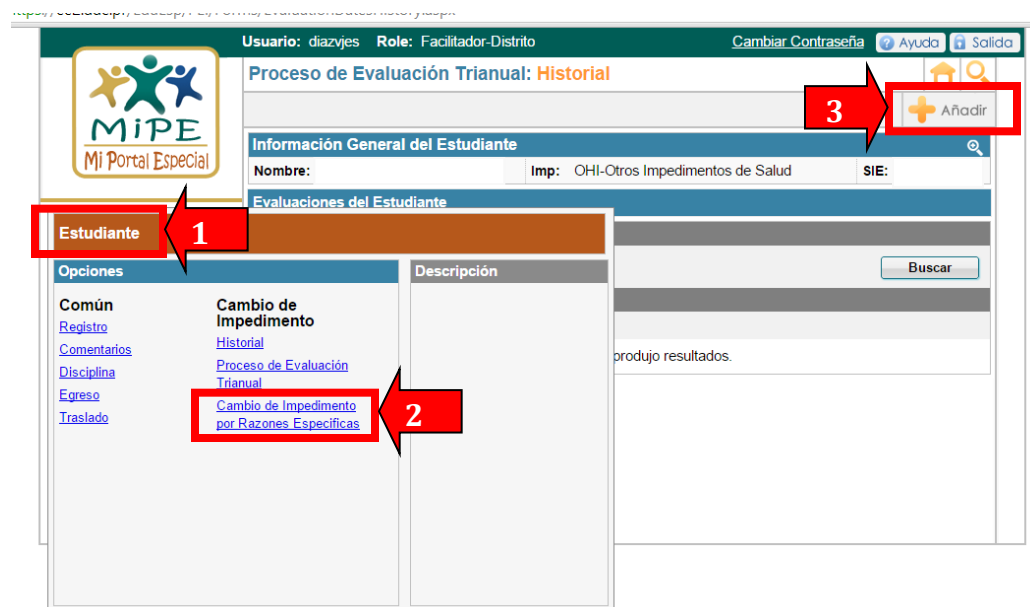 Usuario: diazvjes Role: Facilitador-Distrito Cambiar Contraseña Ayuda Salida
MiPE
Mi Portal Especial
Proceso de Evaluación Trianual: Historial
3
Añadir
Información General del Estudiante
Nombre: Imp: OHI-Otros Impedimentos de Salud SIE:
Evaluaciones del Estudiante
Estudiante
1
Buscar
produjo resultados.
Opciones
Descripción
Común
Registro
Comentarios
Disciplina
Egreso
Traslado
Cambio de
Impedimento
Historial
Proceso de Evaluación
Trianual
Cambio de Impedimento
por Razones Especificas
2